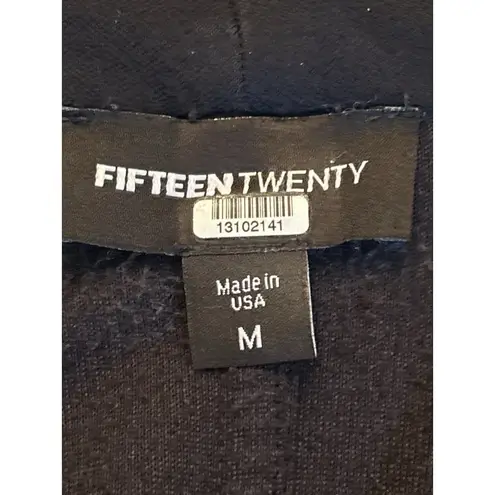 FIFTEEN TWENTY
13102141
Made in
USA
M